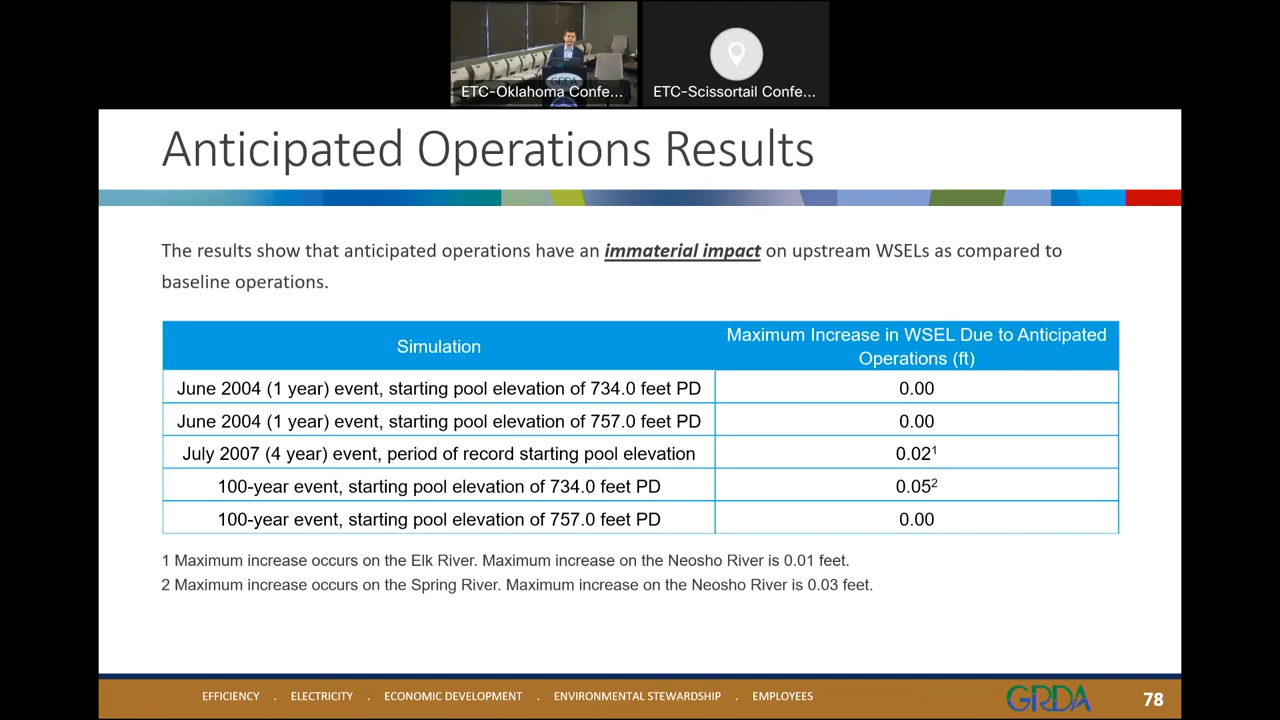 GRDA
ETC-Oklahoma Confe...
ETC-Scissortail Confe...
Anticipated Operations Results
The results show that anticipated operations have an immaterial impact on upstream WSELs as compared to
baseline operations.
Simulation
Maximum Increase in WSEL Due to Anticipated
Operations (ft)
June 2004 (1 year) event, starting pool elevation of 734.0 feet PD
0.00
June 2004 (1 year) event, starting pool elevation of 757.0 feet PD
0.00
July 2007 (4 year) event, period of record starting pool elevation
0.02¹
100-year event, starting pool elevation of 734.0 feet PD
0.05²
100-year event, starting pool elevation of 757.0 feet PD
0.00
1 Maximum increase occurs on the Elk River. Maximum increase on the Neosho River is 0.01 feet.
2 Maximum increase occurs on the Spring River. Maximum increase on the Neosho River is 0.03 feet.
EFFICIENCY . ELECTRICITY . ECONOMIC DEVELOPMENT . ENVIRONMENTAL STEWARDSHIP . EMPLOYEES
GRDA
78